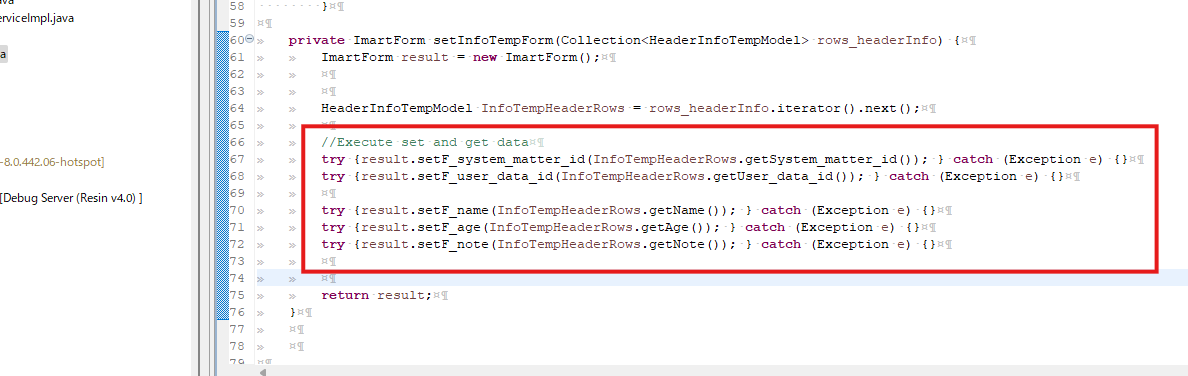 ava
erviceImpl.java
a
-8.0.442.06-hotspot]
[Debug Server (Resin v4.0) ]
58 }
59
60 private ImartForm setInfoTempForm(Collection<HeaderInfoTempModel> rows_headerInfo) {
61 ImartForm result = new ImartForm();
62
63
64 HeaderInfoTempModel InfoTempHeaderRows = rows_headerInfo.iterator().next();
65
66 //Execute set and get data
67 try {result.setF_system_matter_id(InfoTempHeaderRows.getSystem_matter_id()); } catch (Exception e) {}
68 try {result.setF_user_data_id(InfoTempHeaderRows.getUser_data_id()); } catch (Exception e) {}
69
70 try {result.setF_name(InfoTempHeaderRows.getName()); } catch (Exception e) {}
71 try {result.setF_age(InfoTempHeaderRows.getAge()); } catch (Exception e) {}
72 try {result.setF_note(InfoTempHeaderRows.getNote()); } catch (Exception e) {}
73
74
75 return result;
76 }
77
78
79